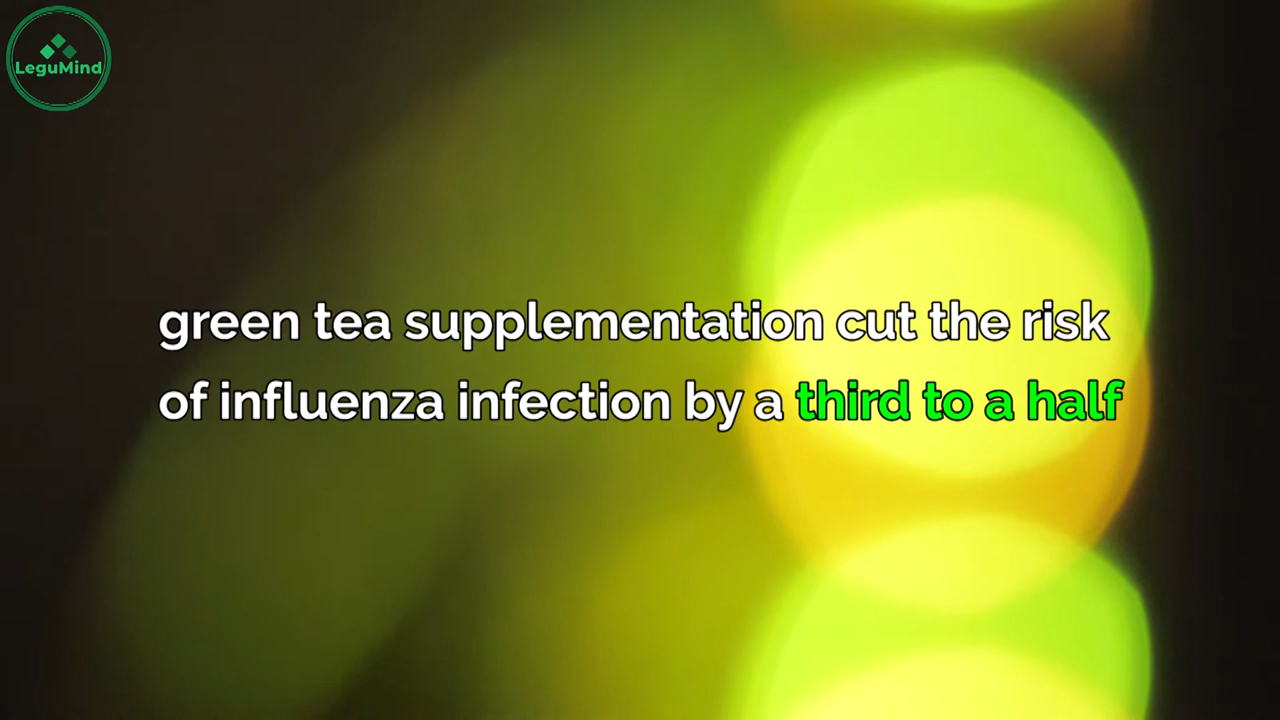 LeguMind
green tea supplementation cut the risk
of influenza infection by a third to a half